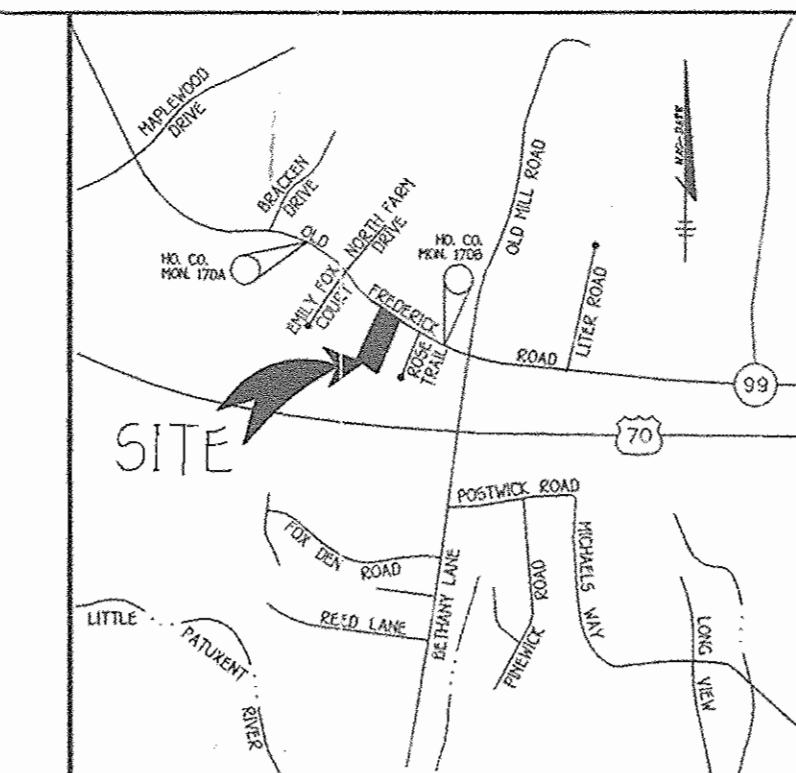 MAPLEWOOD
DRIVE
BRACKEN
DRIVE
OLD
NORTH FARM
DRIVE
HO. CO.
MON. 170A
EMILY FOX
COURT
HO. CO.
MON. 170B
FREDERICK
ROSE
TRAIL
OLD MILL ROAD
LITER ROAD
ROAD
99
70
SITE
POSTWICK ROAD
FOX DEN
ROAD
BETHANY LANE
ROAD
PINEWICK
MICHAELS WAY
REED LANE
LITTLE
PATUXENT
RIVER
LONG VIEW